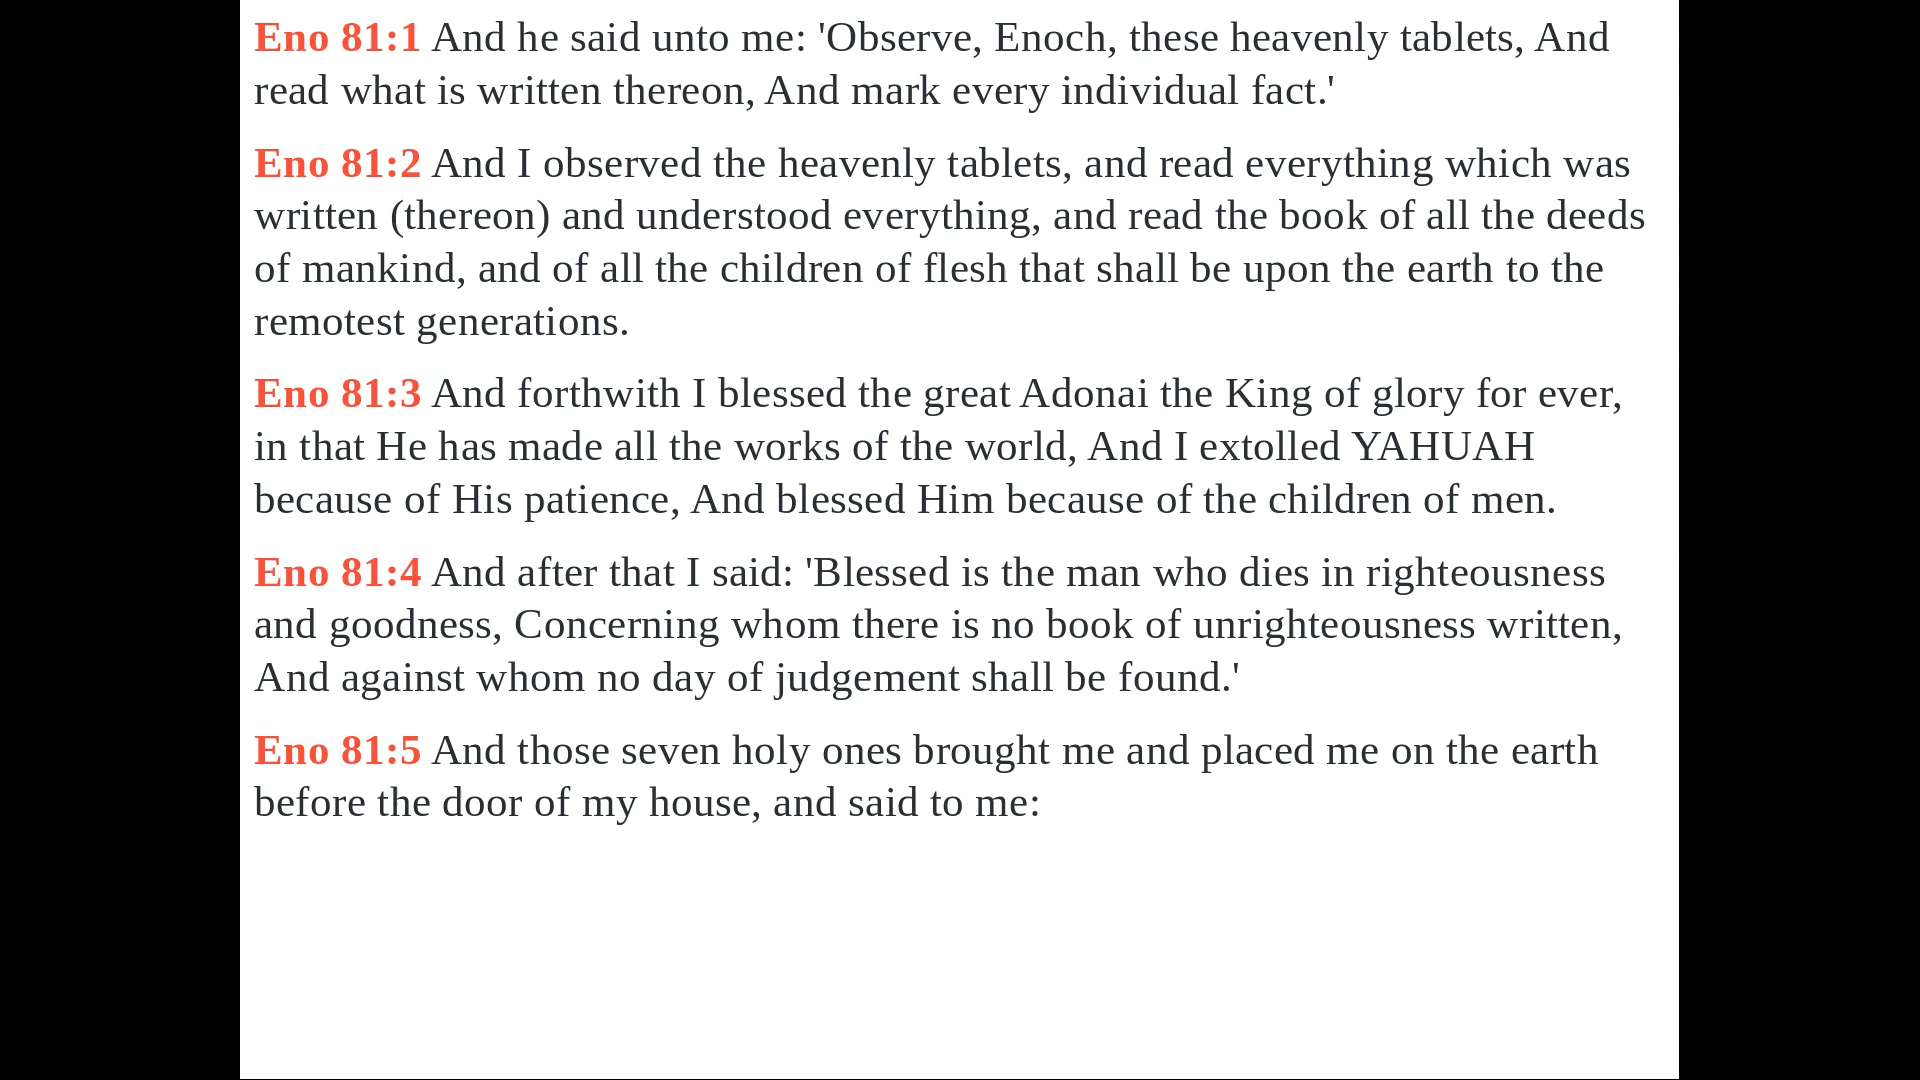 Eno 81:1 And he said unto me: 'Observe, Enoch, these heavenly tablets, And
read what is written thereon, And mark every individual fact.'
Eno 81:2 And I observed the heavenly tablets, and read everything which was
written (thereon) and understood everything, and read the book of all the deeds
of mankind, and of all the children of flesh that shall be upon the earth to the
remotest generations.
Eno 81:3 And forthwith I blessed the great Adonai the King of glory for ever,
in that He has made all the works of the world, And I extolled YAHUAH
because of His patience, And blessed Him because of the children of men.
Eno 81:4 And after that I said: 'Blessed is the man who dies in righteousness
and goodness, Concerning whom there is no book of unrighteousness written,
And against whom no day of judgement shall be found.'
Eno 81:5 And those seven holy ones brought me and placed me on the earth
before the door of my house, and said to me: